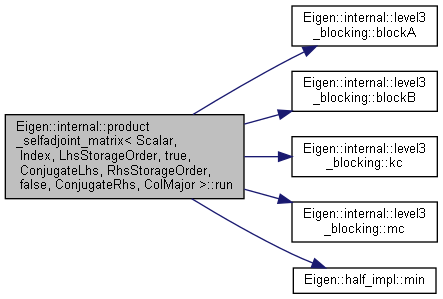 Eigen::internal::product
_selfadjoint_matrix< Scalar,
Index, LhsStorageOrder, true,
ConjugateLhs, RhsStorageOrder,
false, ConjugateRhs, ColMajor >::run
Eigen::internal::level3
_blocking::blockA
Eigen::internal::level3
_blocking::blockB
Eigen::internal::level3
_blocking::kc
Eigen::internal::level3
_blocking::mc
Eigen::half_impl::min